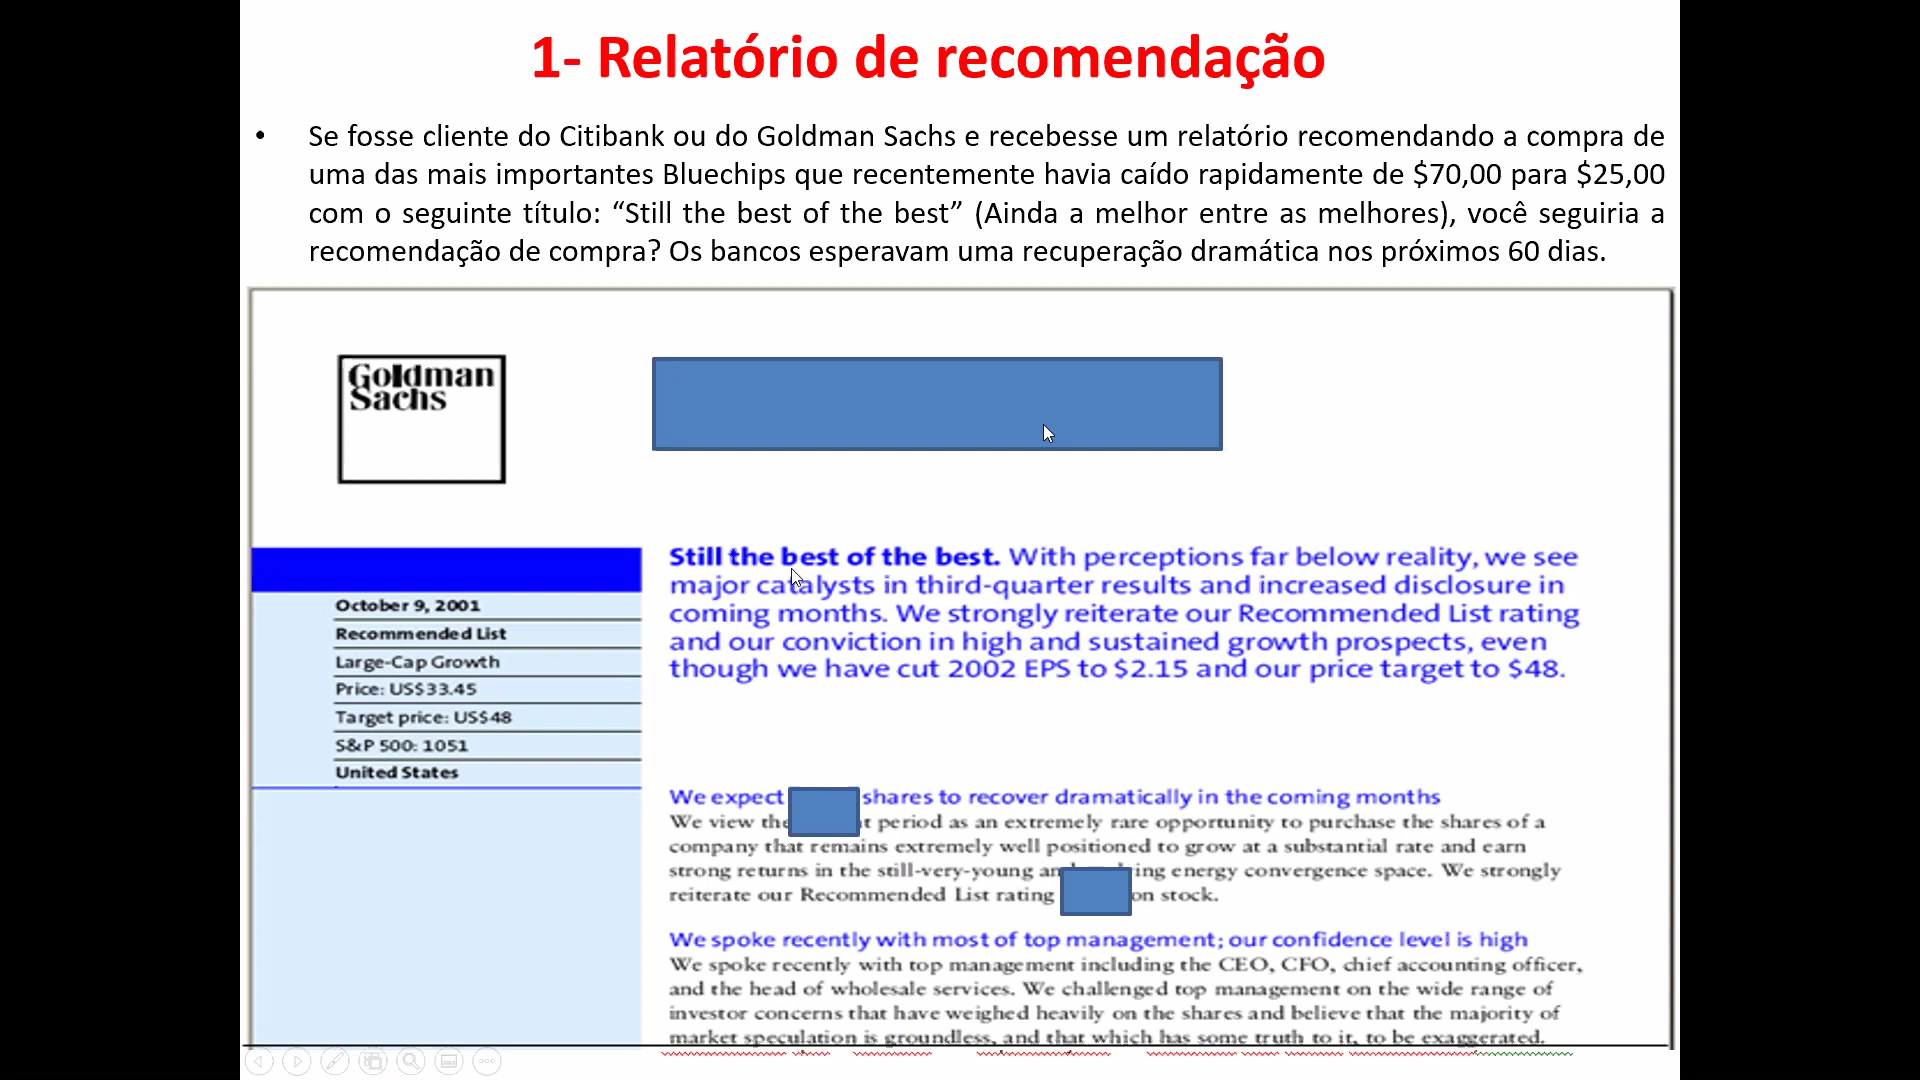 1- Relatório de recomendação
• Se fosse cliente do Citibank ou do Goldman Sachs e recebesse um relatório recomendando a compra de
uma das mais importantes Bluechips que recentemente havia caído rapidamente de $70,00 para $25,00
com o seguinte título: “Still the best of the best” (Ainda a melhor entre as melhores), você seguiria a
recomendação de compra? Os bancos esperavam uma recuperação dramática nos próximos 60 dias.
Goldman
Sachs
October 9, 2001
Recommended List
Large-Cap Growth
Price: US$33.45
Target price: US$48
S&P 500: 1051
United States
Still the best of the best. With perceptions far below reality, we see
major catalysts in third-quarter results and increased disclosure in
coming months. We strongly reiterate our Recommended List rating
and our conviction in high and sustained growth prospects, even
though we have cut 2002 EPS to $2.15 and our price target to $48.
We expect shares to recover dramatically in the coming months
We view the period as an extremely rare opportunity to purchase the shares of a
company that remains extremely well positioned to grow at a substantial rate and earn
strong returns in the still-very-young energy convergence space. We strongly
reiterate our Recommended List rating on stock.
We spoke recently with most of top management; our confidence level is high
We spoke recently with top management including the CEO, CFO, chief accounting officer,
and the head of wholesale services. We challenged top management on the wide range of
investor concerns that have weighed heavily on the shares and believe that the majority of
market speculation is groundless, and that which has some truth to it, to be exaggerated.